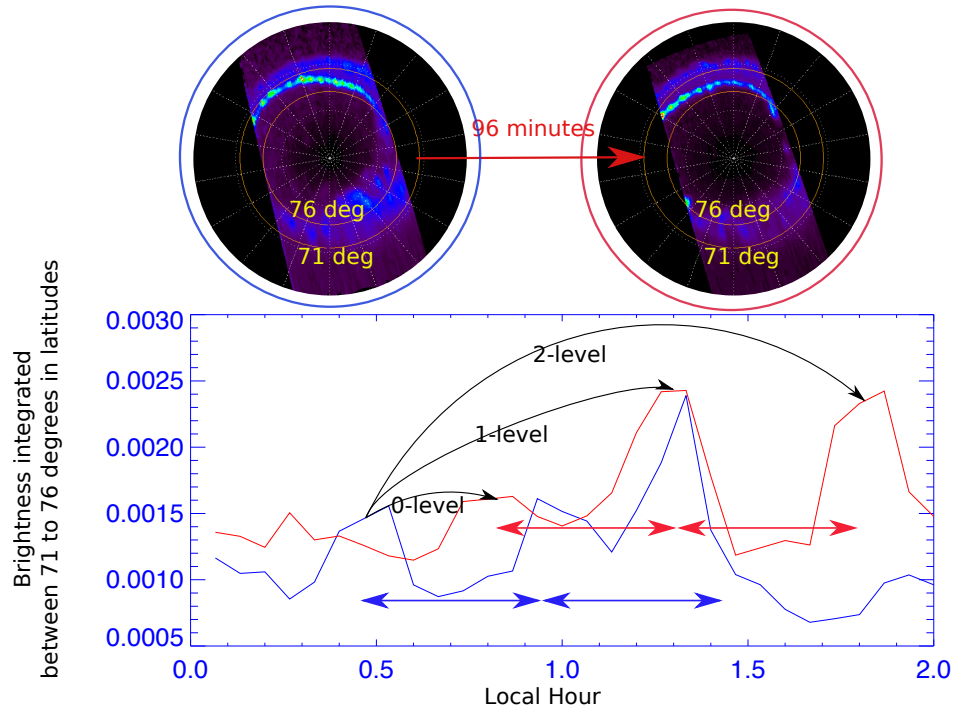 96 minutes
76 deg
71 deg
76 deg
71 deg
Brightness integrated
between 71 to 76 degrees in latitudes
0.0030
0.0025
0.0020
0.0015
0.0010
0.0005
2-level
1-level
0-level
0.0
0.5
1.0
1.5
2.0
Local Hour